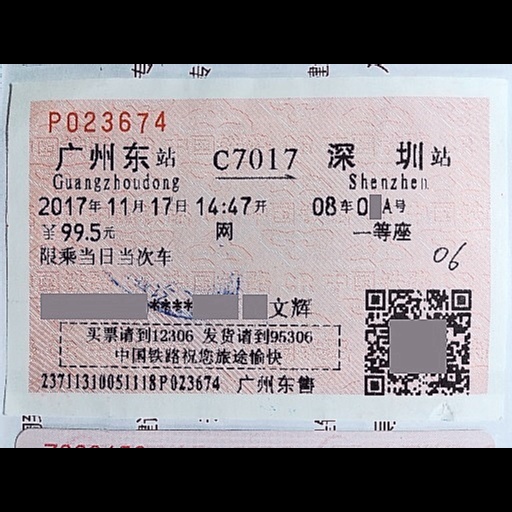 P023674
广州东站 C7017 深圳站
Guangzhoudong Shenzhen
2017年11月17日 14:47开 08车0A号
¥99.5元 网 一等座
限乘当日当次车 06
**** 文辉
买票请到12306 发货请到95306
中国铁路祝您旅途愉快
23711310051118P023674 广州东售